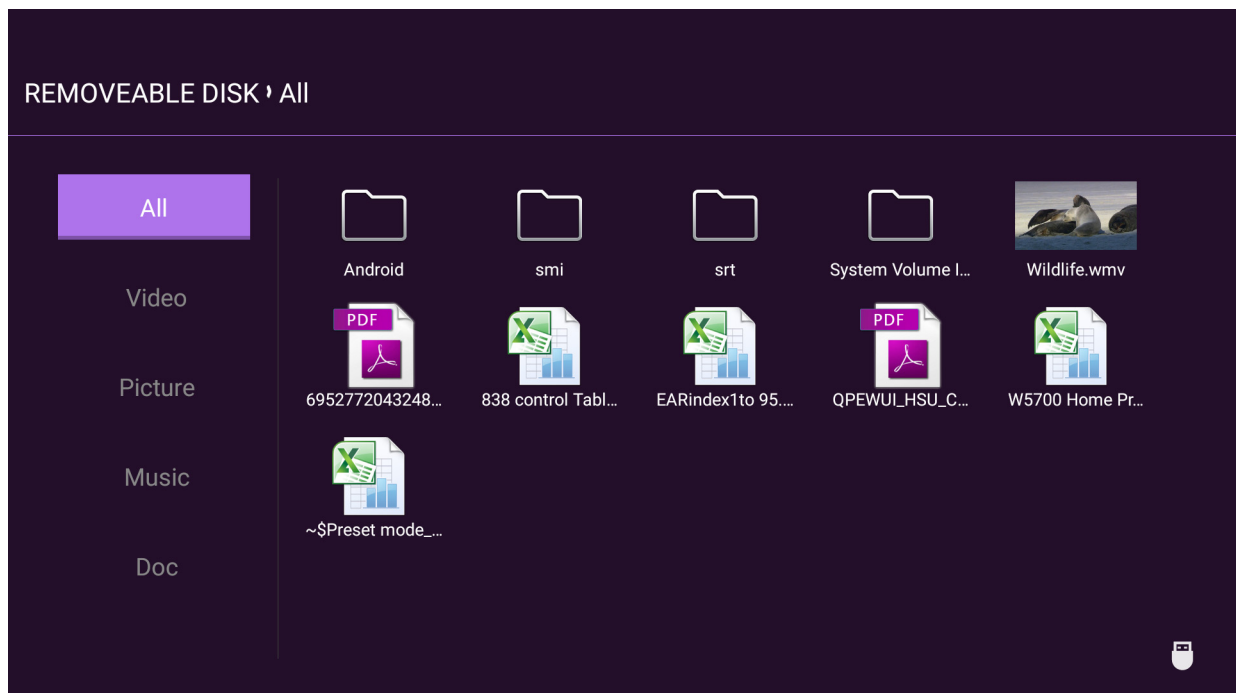 REMOVEABLE DISK All
All
Video
Picture
Music
Doc
Android
smi
srt
System Volume I...
Wildlife.wmv
PDF
6952772043248...
838 control Tabl...
EARindex1to 95....
PDF
QPEWUI_HSU_C...
W5700 Home Pr...
~$Preset mode_...